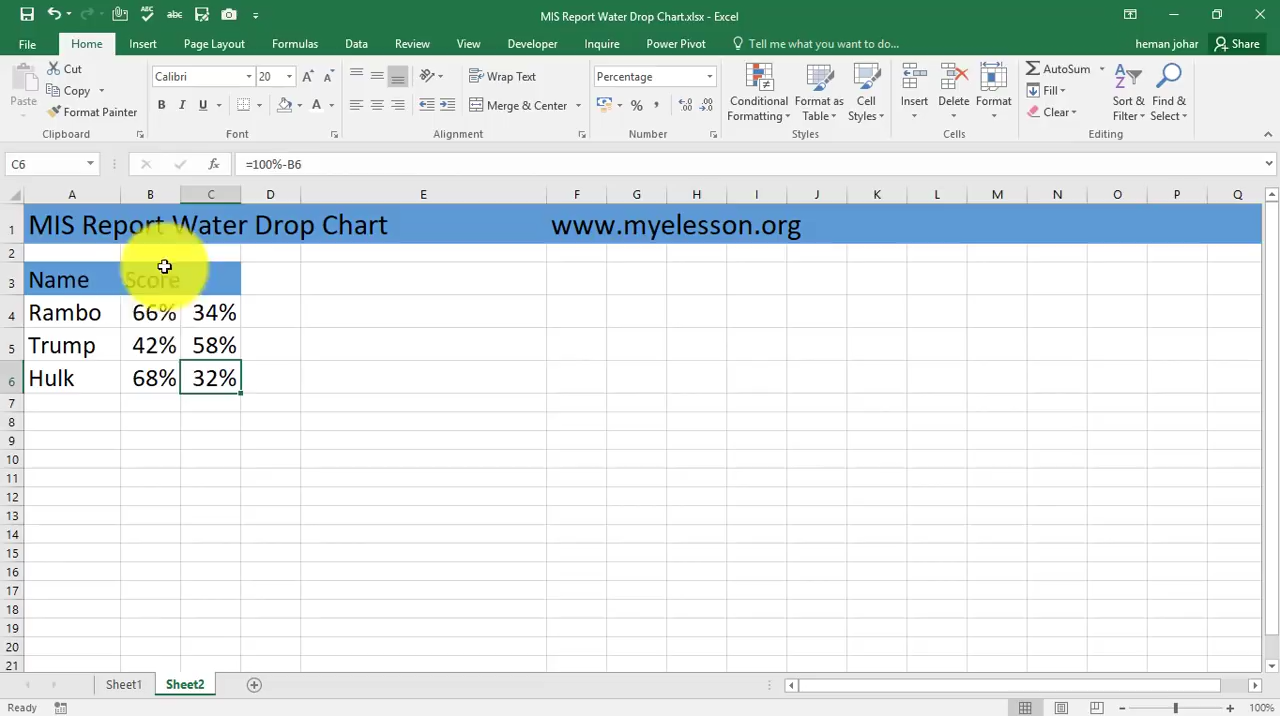 MIS Report Water Drop Chart.xlsx - Excel
File Home Insert Page Layout Formulas Data Review View Developer Inquire Power Pivot Tell me what you want to do... heman johar Share
Paste Cut Copy Format Painter Clipboard
Calibri 20 B I U A Font
Wrap Text Merge & Center Alignment
Percentage % , Number
Conditional Formatting Format as Table Cell Styles Styles
Insert Delete Format Cells
AutoSum Fill Clear Sort & Filter Find & Select Editing
C6 fx =100%-B6
A B C D E F G H I J K L M N O P Q
1 MIS Report Water Drop Chart www.myelesson.org
2
3 Name Score
4 Rambo 66% 34%
5 Trump 42% 58%
6 Hulk 68% 32%
7
8
9
10
11
12
13
14
15
16
17
18
19
20
21
Sheet1 Sheet2
Ready 100%